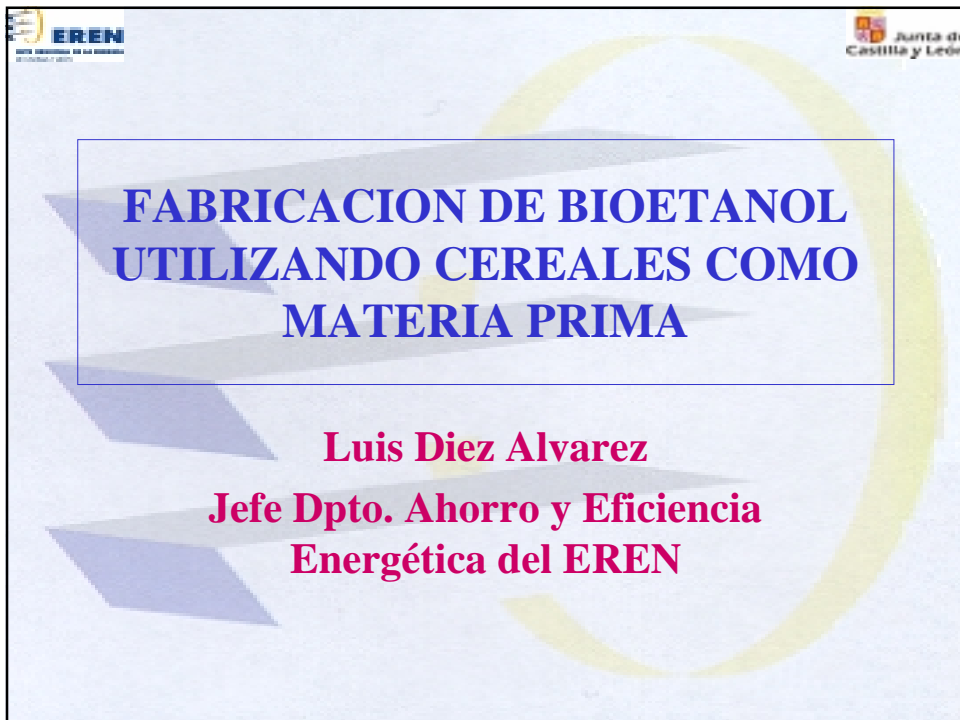 EREN
Junta de
Castilla y León
FABRICACION DE BIOETANOL
UTILIZANDO CEREALES COMO
MATERIA PRIMA
Luis Diez Alvarez
Jefe Dpto. Ahorro y Eficiencia
Energética del EREN